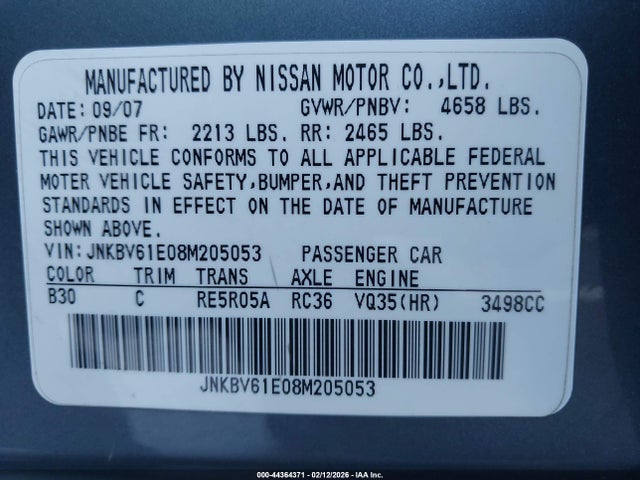 MANUFACTURED BY NISSAN MOTOR CO.,LTD.
DATE: 09/07 GVWR/PNBV: 4658 LBS.
GAWR/PNBE FR: 2213 LBS. RR: 2465 LBS.
THIS VEHICLE CONFORMS TO ALL APPLICABLE FEDERAL
MOTER VEHICLE SAFETY,BUMPER,AND THEFT PREVENTION
STANDARDS IN EFFECT ON THE DATE OF MANUFACTURE
SHOWN ABOVE.
VIN:JNKBV61E08M205053 PASSENGER CAR
COLOR TRIM TRANS AXLE ENGINE
B30 C RE5R05A RC36 VQ35(HR) 3498CC
JNKBV61E08M205053
000-44364371 - 02/12/2026 - IAA Inc.